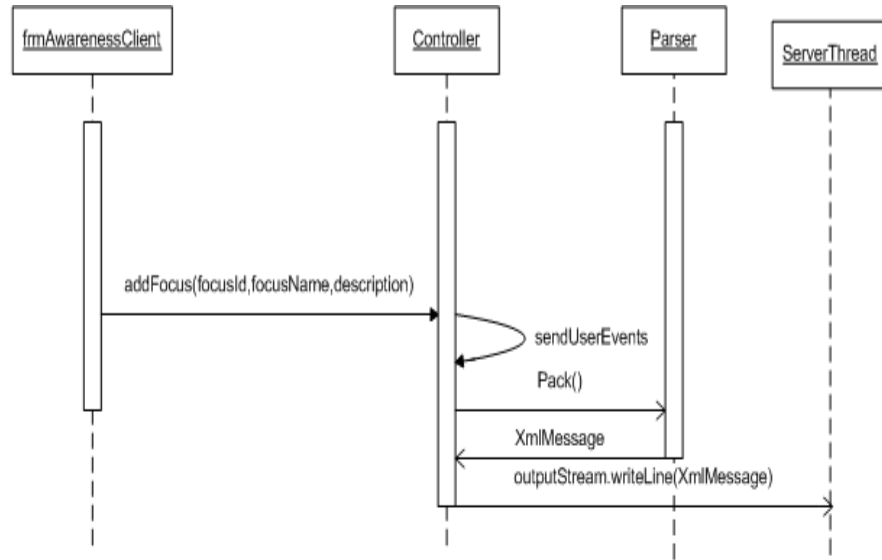 frmAwarenessClient
Controller
Parser
ServerThread
addFocus(focusId,focusName,description)
sendUserEvents
Pack()
XmlMessage
outputStream.writeLine(XmlMessage)